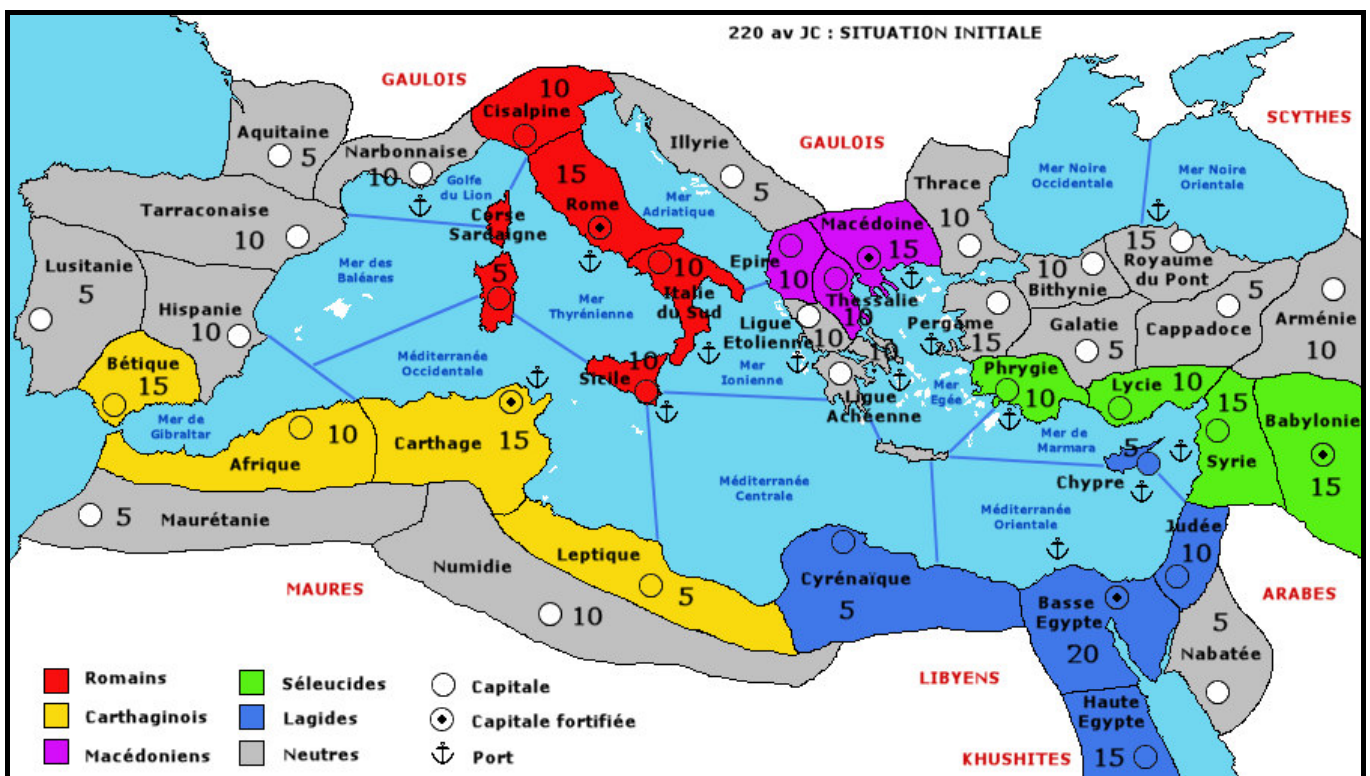 220 av JC : SITUATION INITIALE
GAULOIS
10
Cisalpine
SCYTHES
Aquitaine
5
Narbonnaise
10
Golfe
du Lion
Illyrie
5
GAULOIS
Mer Noire
Occidentale
Mer Noire
Orientale
Thrace
10
Tarraconaise
10
15
Rome
Mer
Adriatique
Corse
Sardaigne
5
Macédoine
15
Epire
10
Thessalie
10
15
Royaume
du Pont
10
Bithynie
5
Cappadoce
Arménie
10
Lusitanie
5
Mer des
Baléares
Hispanie
10
10
Italie
du Sud
Mer
Thyrénienne
Ligue
Etolienne
10
10
Pergame
15
Galatie
5
Bétique
15
Méditerranée
Occidentale
10
Sicile
Mer
Ionienne
Ligue
Achéenne
Mer
Egée
Phrygie
10
Lycie
10
15
Syrie
Babylonie
15
Mer de
Gibraltar
10
Afrique
Carthage
15
Mer de
Marmara
5
Chypre
5
Maurétanie
Méditerranée
Centrale
Méditerranée
Orientale
Judée
10
Numidie
10
Leptique
5
Cyrénaïque
5
Basse
Egypte
20
MAURES
ARABES
5
Nabatée
LIBYENS
Haute
Egypte
15
KHUSHITES
Romains
Carthaginois
Macédoniens
Séleucides
Lagides
Neutres
Capitale
Capitale fortifiée
Port